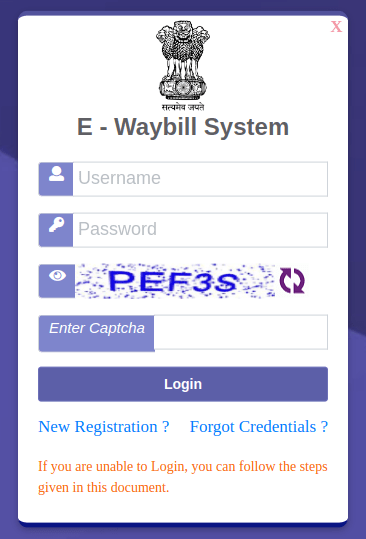 X
सत्यमेव जयते
E - Waybill System
Username
Password
PEF3S
Enter Captcha
Login
New Registration ? Forgot Credentials ?
If you are unable to Login, you can follow the steps
given in this document.